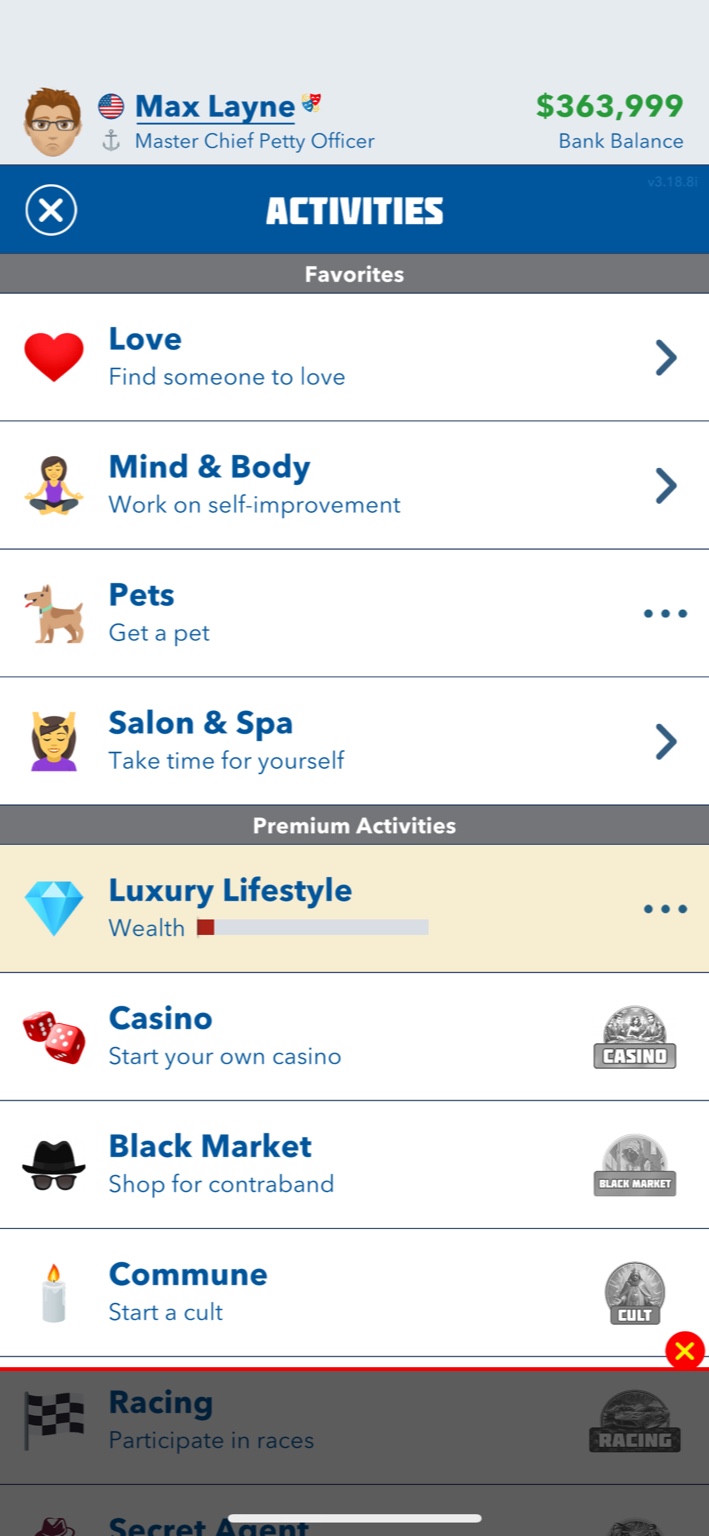 Max Layne
$363,999
Master Chief Petty Officer
Bank Balance
v3.18.8i
ACTIVITIES
Favorites
Love
Find someone to love
Mind & Body
Work on self-improvement
Pets
Get a pet
Salon & Spa
Take time for yourself
Premium Activities
Luxury Lifestyle
Wealth
Casino
Start your own casino
CASINO
Black Market
Shop for contraband
BLACK MARKET
Commune
Start a cult
CULT
Racing
Participate in races
RACING
Secret Agent